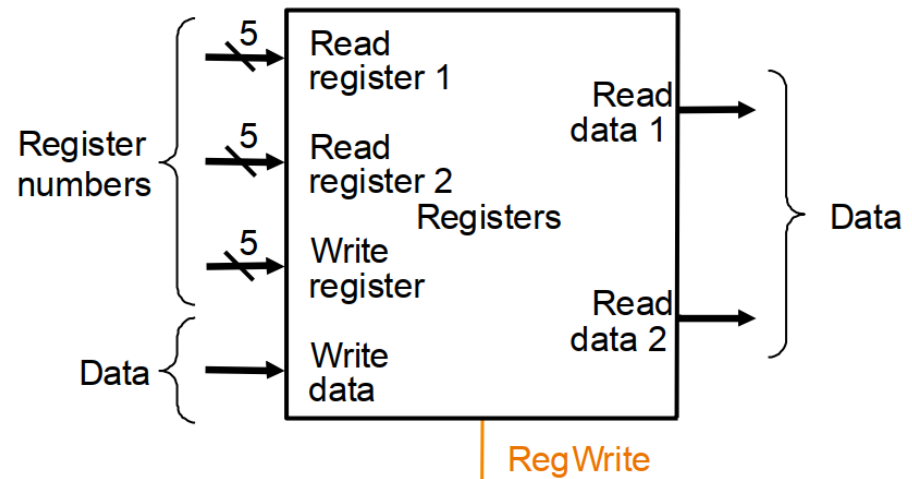 Register
numbers
Data
5
Read
register 1
5
Read
register 2
Registers
5
Write
register
Write
data
Read
data 1
Read
data 2
Data
RegWrite